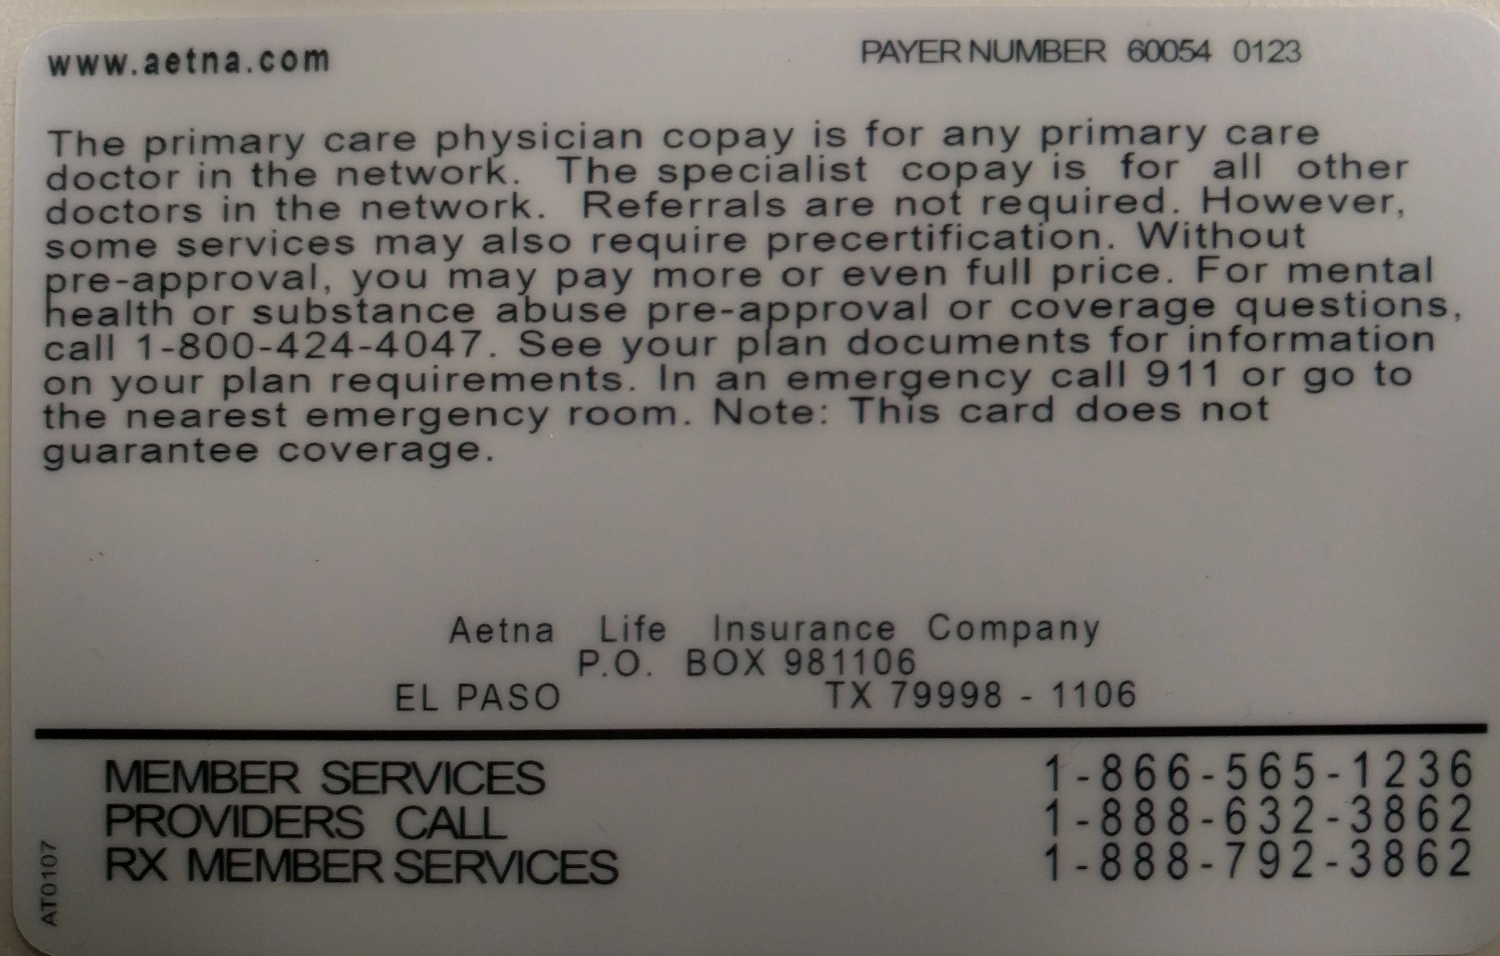 www.aetna.com PAYER NUMBER 60054 0123
The primary care physician copay is for any primary care
doctor in the network. The specialist copay is for all other
doctors in the network. Referrals are not required. However,
some services may also require precertification. Without
pre-approval, you may pay more or even full price. For mental
health or substance abuse pre-approval or coverage questions,
call 1-800-424-4047. See your plan documents for information
on your plan requirements. In an emergency call 911 or go to
the nearest emergency room. Note: This card does not
guarantee coverage.
Aetna Life Insurance Company
P.O. BOX 981106
EL PASO TX 79998 - 1106
MEMBER SERVICES 1-866-565-1236
PROVIDERS CALL 1-888-632-3862
RX MEMBER SERVICES 1-888-792-3862
AT0107